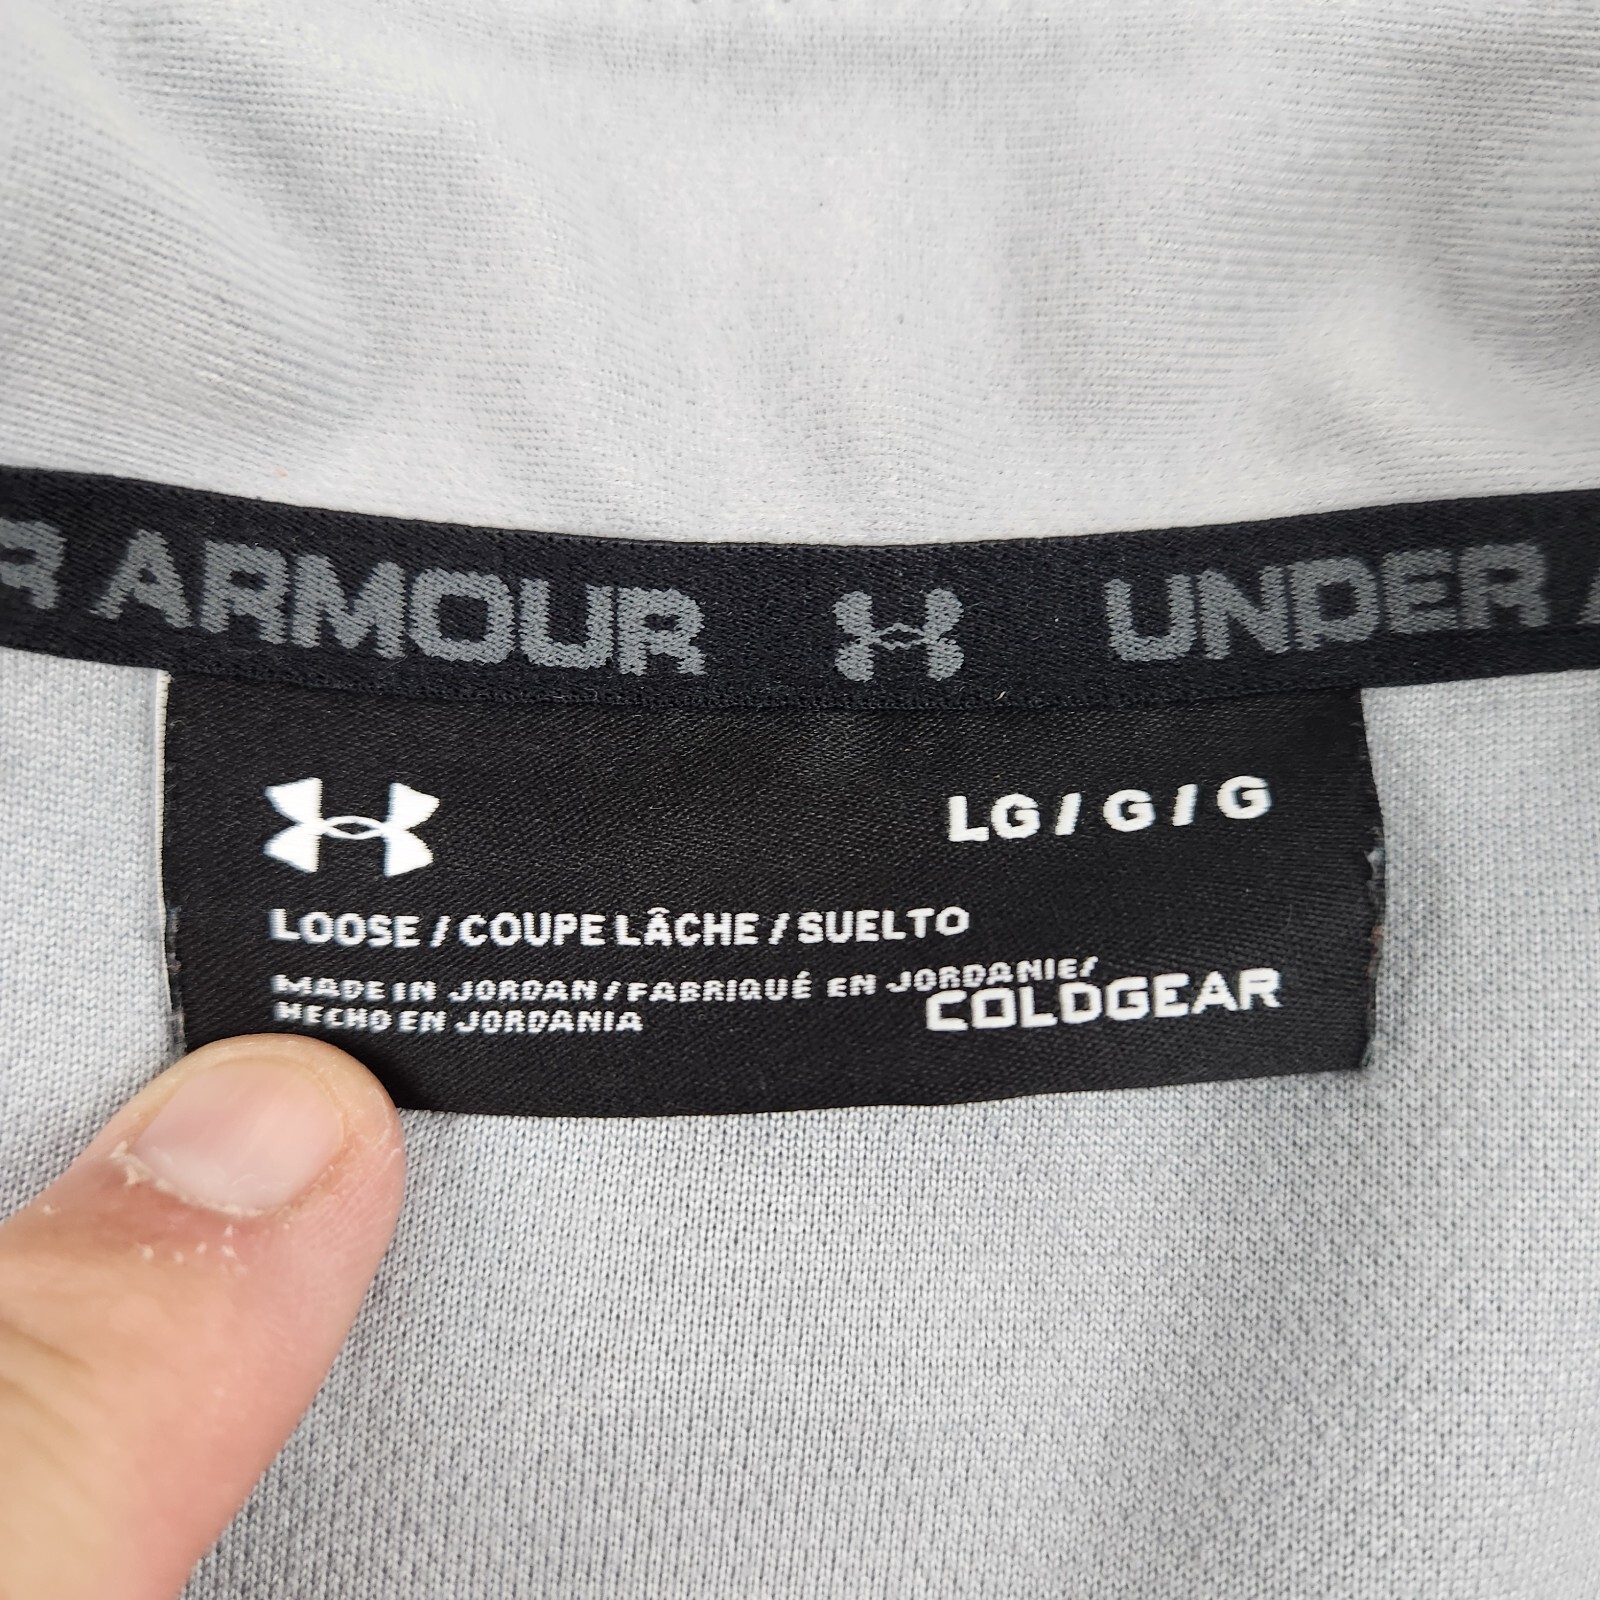 R ARMOUR UNDER A
LG / G / G
LOOSE / COUPE LÂCHE / SUELTO
MADE IN JORDAN / FABRIQUÉ EN JORDANIE/
HECHO EN JORDANIA
COLDGEAR